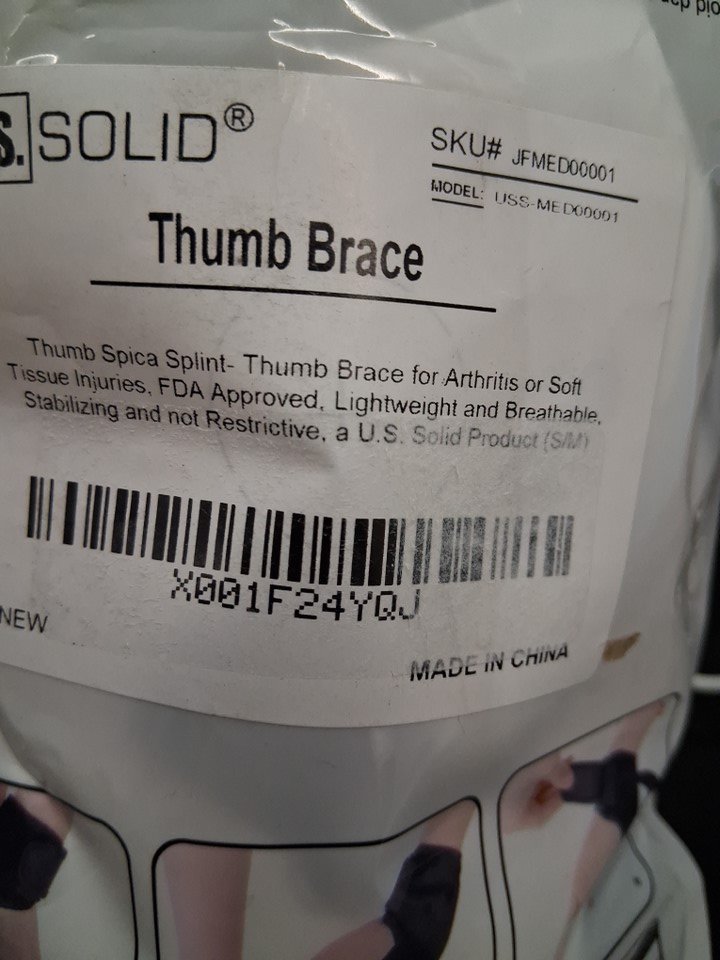 S. SOLID®
SKU# JFMED00001
MODEL: USS-MED00001
Thumb Brace
Thumb Spica Splint- Thumb Brace for Arthritis or Soft
Tissue Injuries, FDA Approved, Lightweight and Breathable,
Stabilizing and not Restrictive, a U.S. Solid Product (S/M)
X001F24YQJ
NEW
MADE IN CHINA